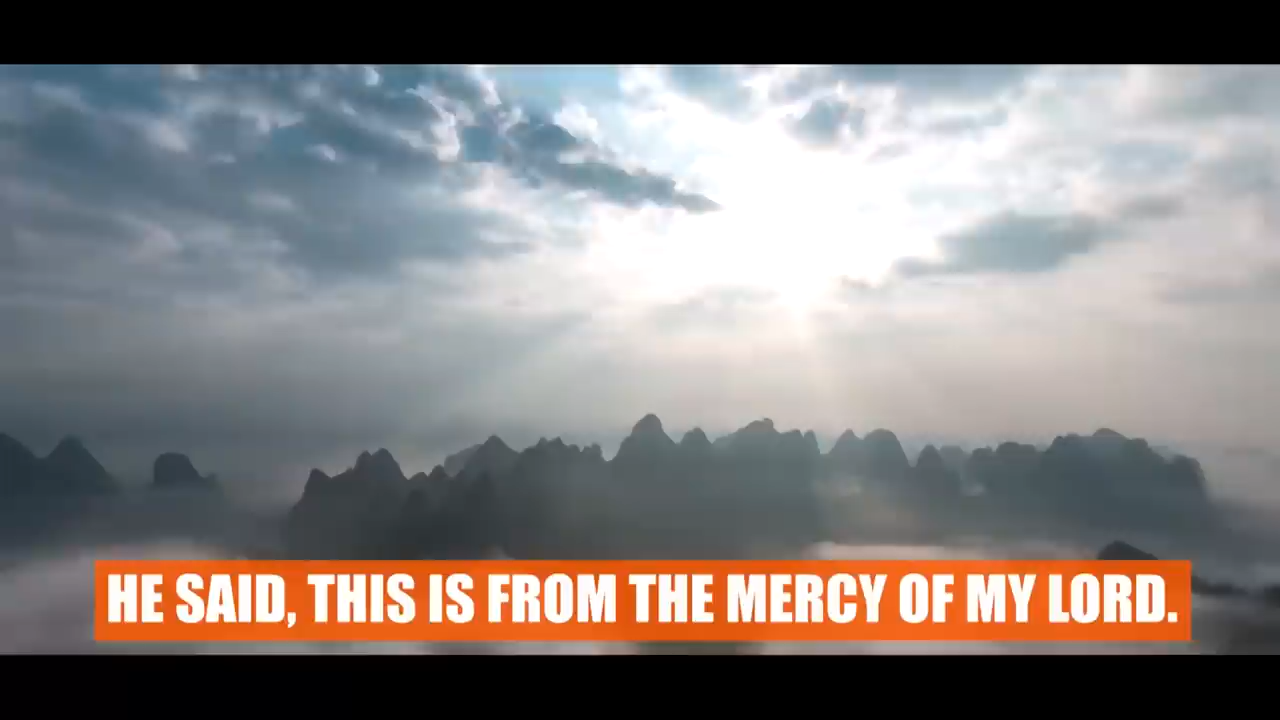 HE SAID, THIS IS FROM THE MERCY OF MY LORD.